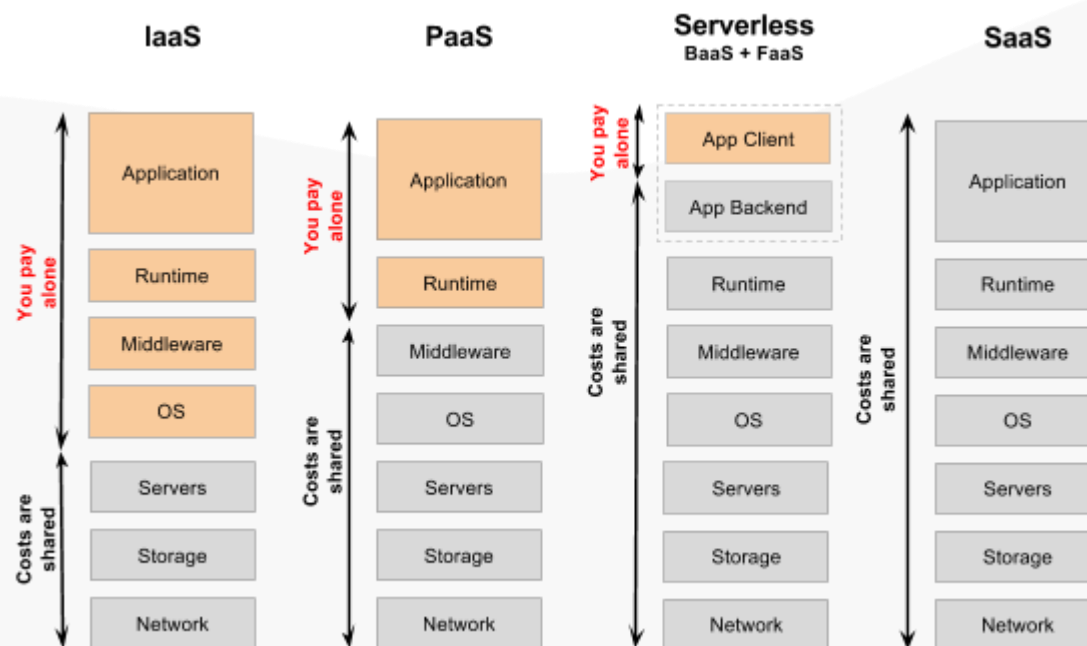 IaaS
You pay
alone
Costs are
shared
Application
Runtime
Middleware
OS
Servers
Storage
Network
PaaS
You pay
alone
Costs are
shared
Application
Runtime
Middleware
OS
Servers
Storage
Network
Serverless
BaaS + FaaS
You pay
alone
Costs are
shared
App Client
App Backend
Runtime
Middleware
OS
Servers
Storage
Network
SaaS
Costs are
shared
Application
Runtime
Middleware
OS
Servers
Storage
Network